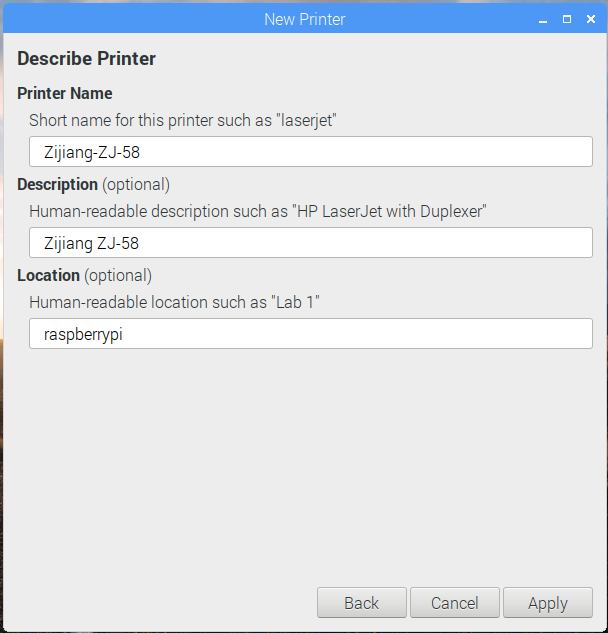 New Printer
Describe Printer
Printer Name
Short name for this printer such as "laserjet"
Zijiang-ZJ-58
Description (optional)
Human-readable description such as "HP LaserJet with Duplexer"
Zijiang ZJ-58
Location (optional)
Human-readable location such as "Lab 1"
raspberrypi
Back Cancel Apply